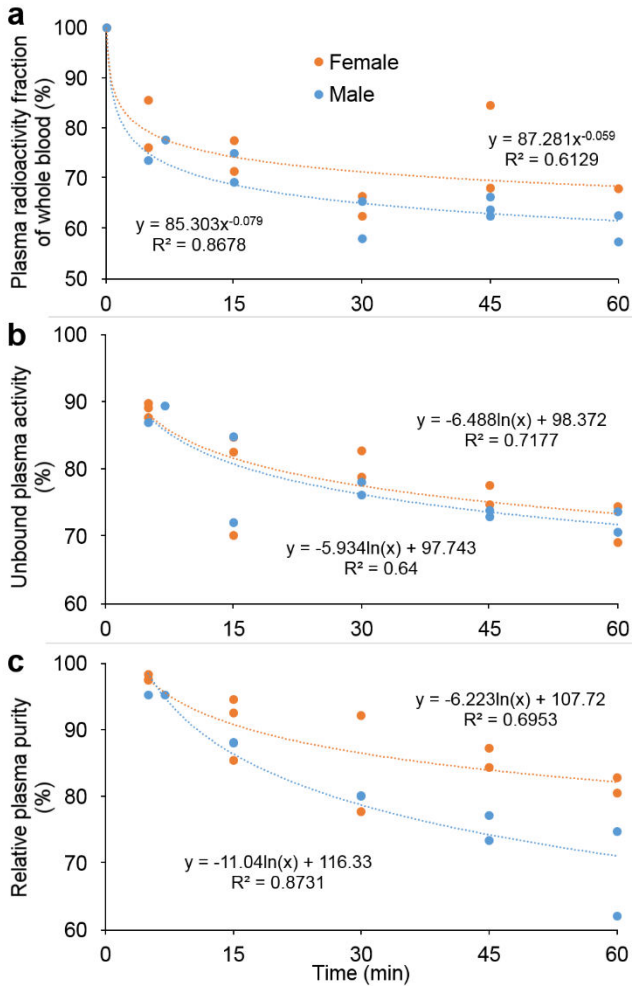 a
Plasma radioactivity fraction
of whole blood (%)
100
90
80
70
60
50
Female
Male
y = 87.281x^-0.059
R² = 0.6129
y = 85.303x^-0.079
R² = 0.8678
0 15 30 45 60
b
Unbound plasma activity
(%)
100
90
80
70
60
y = -6.488ln(x) + 98.372
R² = 0.7177
y = -5.934ln(x) + 97.743
R² = 0.64
0 15 30 45 60
c
Relative plasma purity
(%)
100
90
80
70
60
y = -6.223ln(x) + 107.72
R² = 0.6953
y = -11.04ln(x) + 116.33
R² = 0.8731
0 15 30 45 60
Time (min)